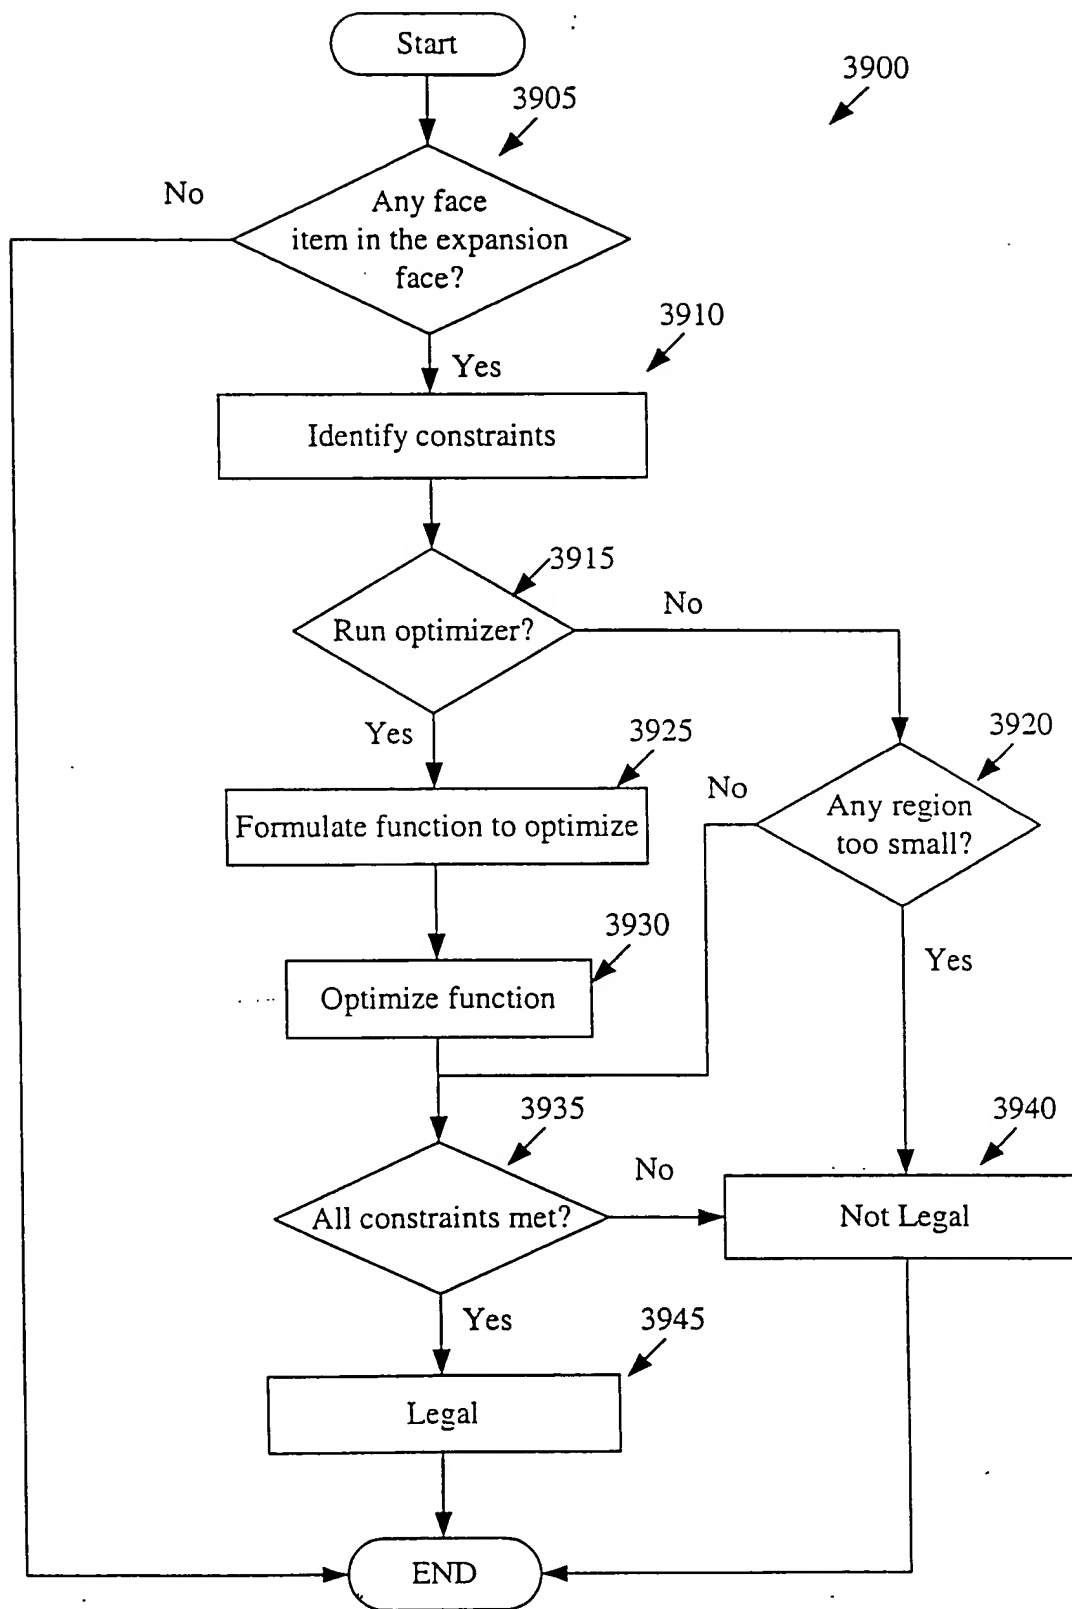 Start
3900
3905
No
Any face
item in the expansion
face?
3910
Yes
Identify constraints
3915
No
Run optimizer?
Yes
3925
3920
No
Any region
too small?
Formulate function to optimize
3930
Yes
Optimize function
3935
3940
No
All constraints met?
Not Legal
Yes
3945
Legal
END